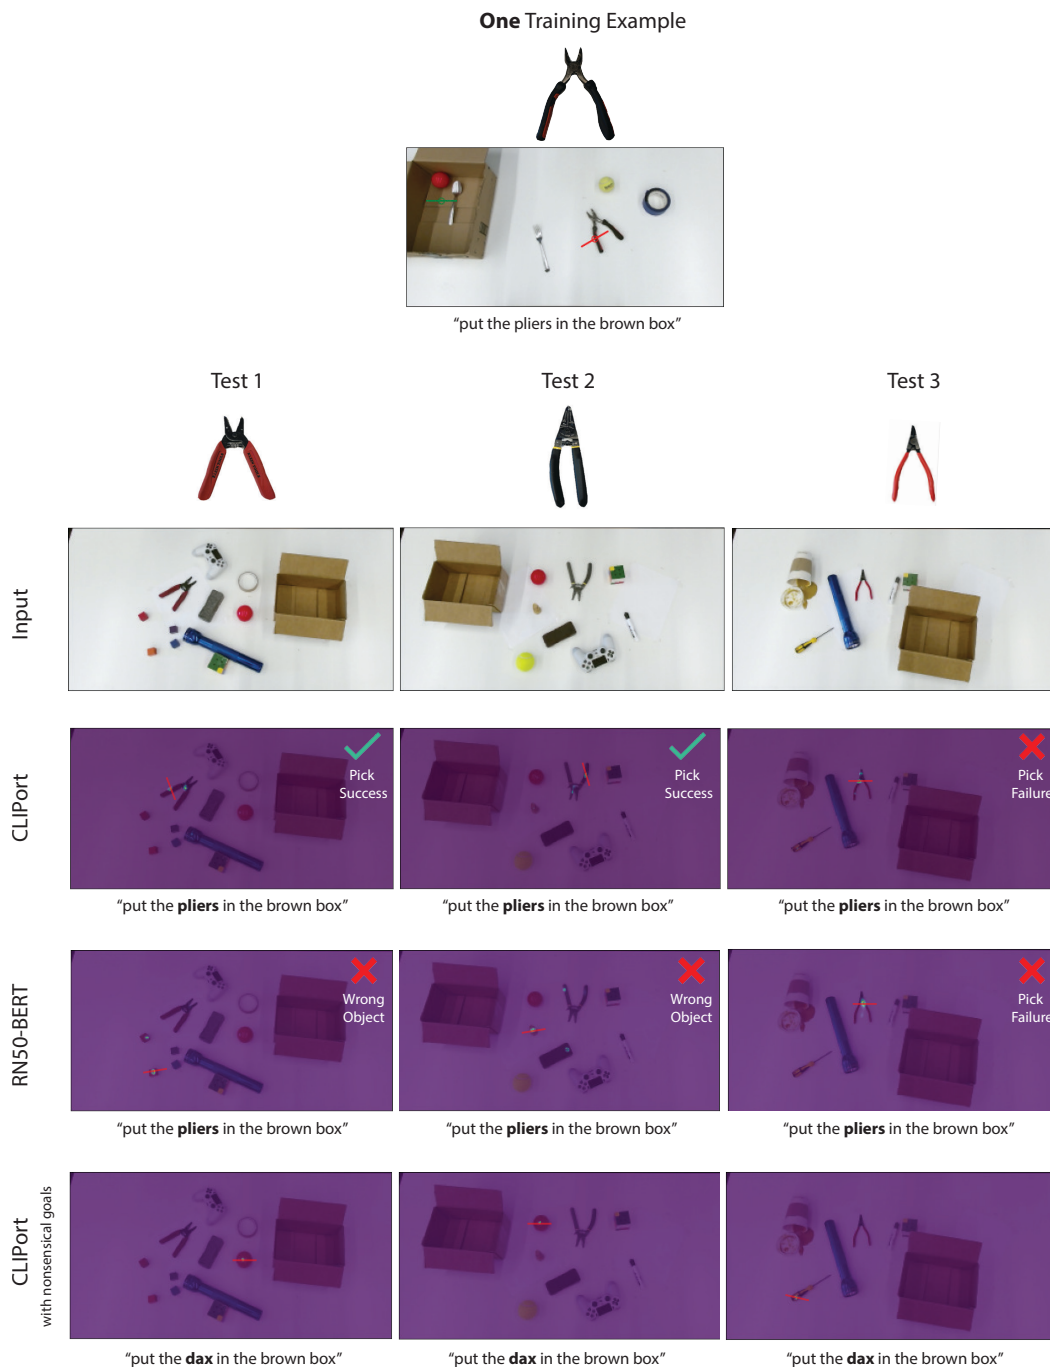 One Training Example
“put the pliers in the brown box”
Test 1
Test 2
Test 3
Input
CLIPort
Pick
Success
Pick
Success
Pick
Failure
“put the pliers in the brown box”
“put the pliers in the brown box”
“put the pliers in the brown box”
RN50-BERT
Wrong
Object
Wrong
Object
Pick
Failure
“put the pliers in the brown box”
“put the pliers in the brown box”
“put the pliers in the brown box”
CLIPort
with nonsensical goals
“put the dax in the brown box”
“put the dax in the brown box”
“put the dax in the brown box”